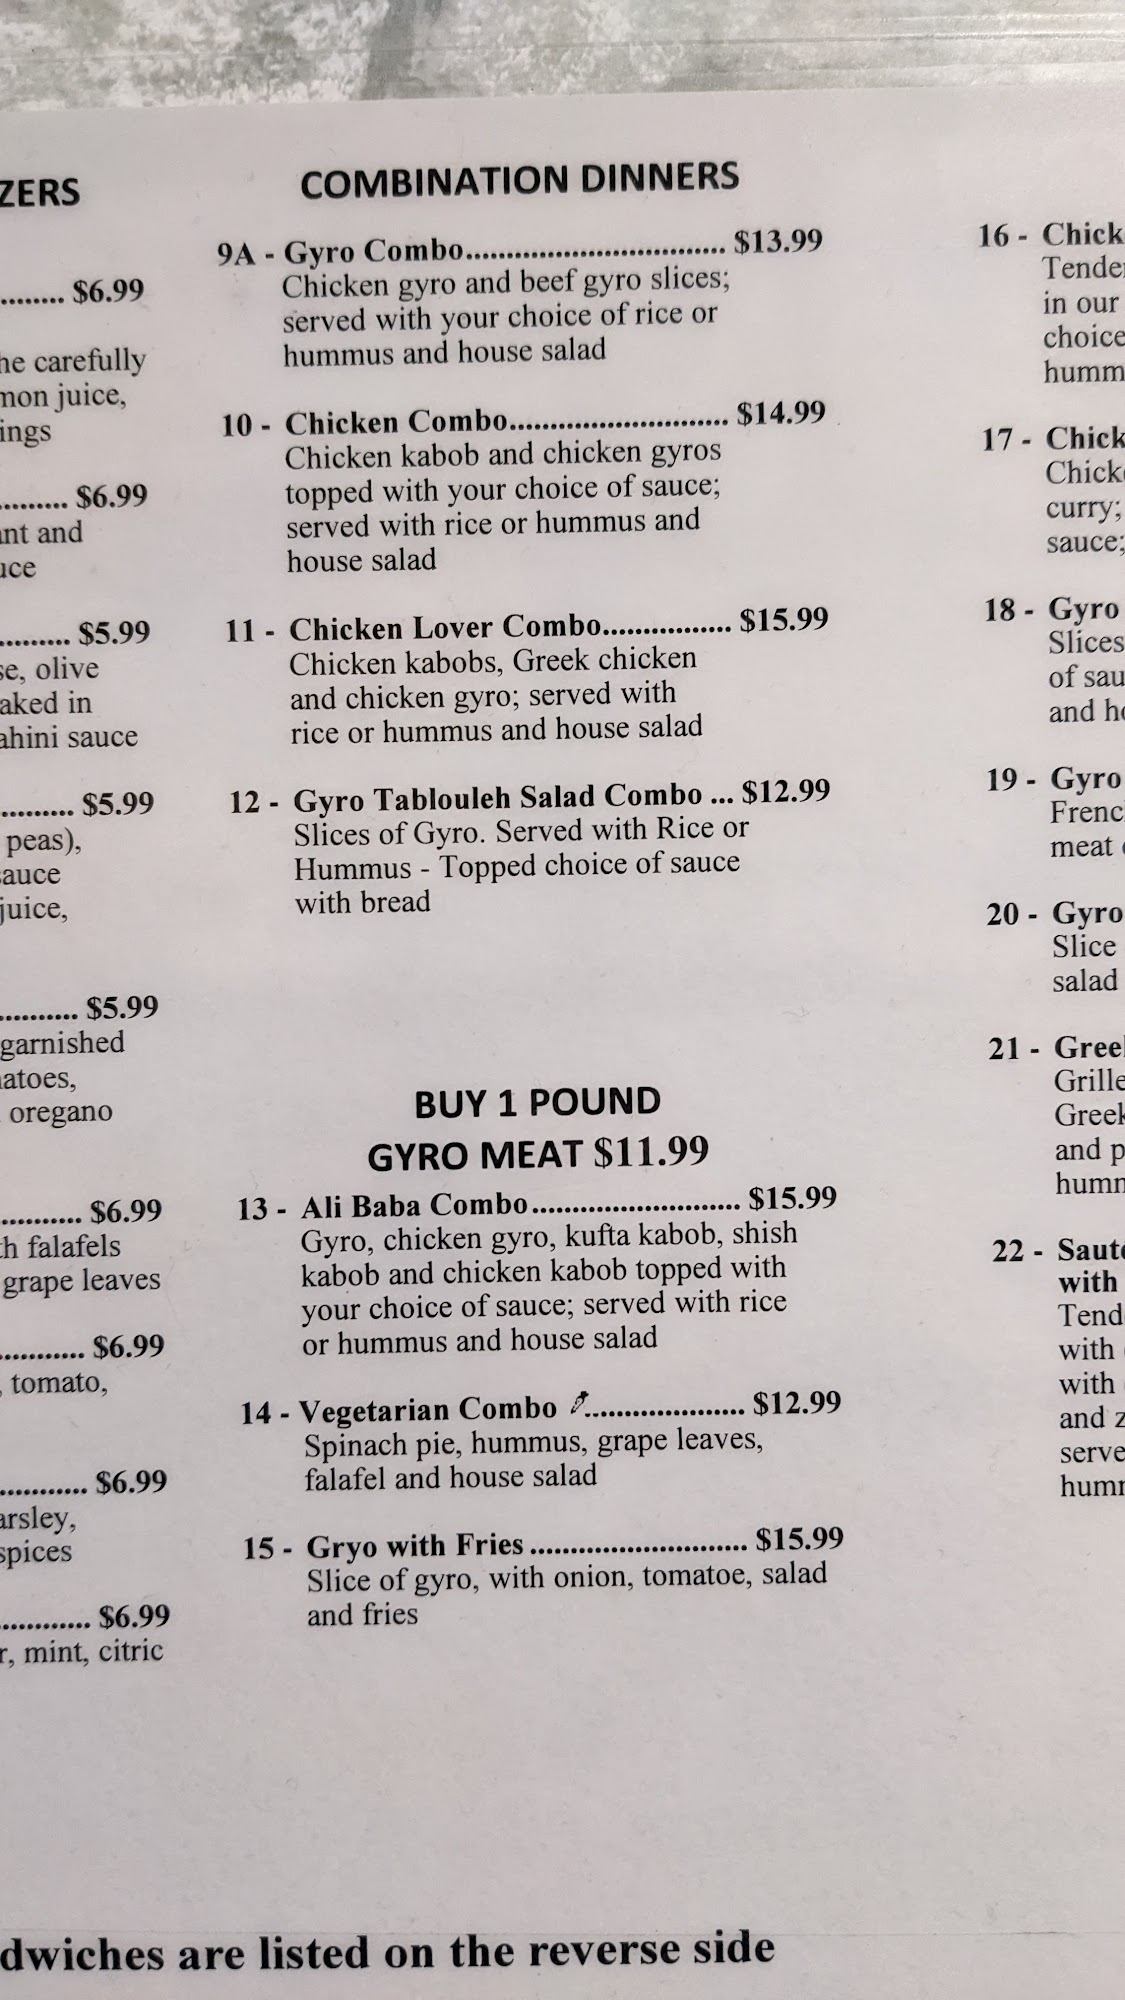 ZERS
......... $6.99
he carefully
mon juice,
ings
......... $6.99
ant and
uce
......... $5.99
se, olive
aked in
ahini sauce
.......... $5.99
peas),
sauce
juice,
.......... $5.99
garnished
atoes,
oregano
........... $6.99
th falafels
grape leaves
............ $6.99
, tomato,
............ $6.99
arsley,
spices
............. $6.99
r, mint, citric
COMBINATION DINNERS
9A - Gyro Combo................................ $13.99
Chicken gyro and beef gyro slices;
served with your choice of rice or
hummus and house salad
10 - Chicken Combo........................... $14.99
Chicken kabob and chicken gyros
topped with your choice of sauce;
served with rice or hummus and
house salad
11 - Chicken Lover Combo................ $15.99
Chicken kabobs, Greek chicken
and chicken gyro; served with
rice or hummus and house salad
12 - Gyro Tablouleh Salad Combo ... $12.99
Slices of Gyro. Served with Rice or
Hummus - Topped choice of sauce
with bread
BUY 1 POUND
GYRO MEAT $11.99
13 - Ali Baba Combo.......................... $15.99
Gyro, chicken gyro, kufta kabob, shish
kabob and chicken kabob topped with
your choice of sauce; served with rice
or hummus and house salad
14 - Vegetarian Combo .................... $12.99
Spinach pie, hummus, grape leaves,
falafel and house salad
15 - Gryo with Fries ........................... $15.99
Slice of gyro, with onion, tomatoe, salad
and fries
16 - Chick
Tender
in our
choice
humm
17 - Chick
Chick
curry;
sauce;
18 - Gyro
Slices
of sau
and ho
19 - Gyro
Frenc
meat
20 - Gyro
Slice
salad
21 - Greek
Grille
Greek
and p
humm
22 - Saute
with
Tend
with
with
and z
serve
humm
dwiches are listed on the reverse side